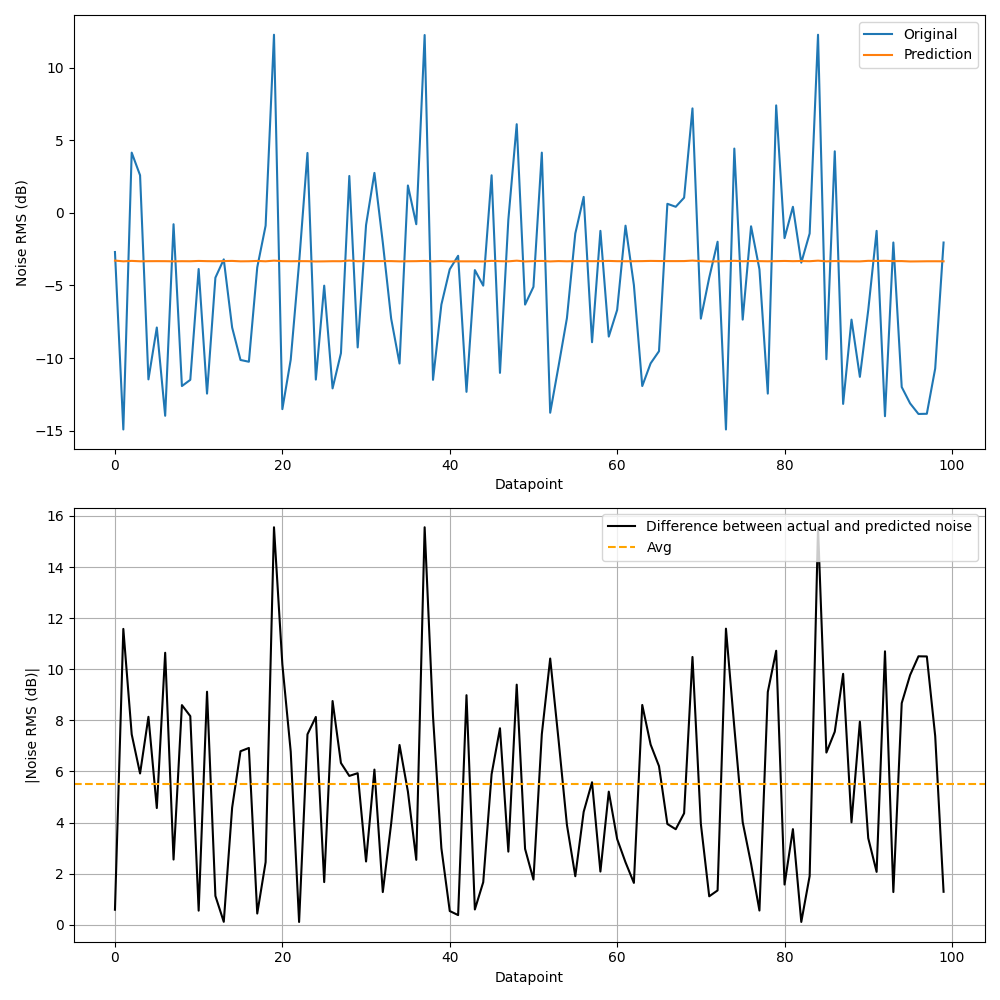 Original
Prediction
10
5
0
−5
−10
−15
Noise RMS (dB)
0 20 40 60 80 100
Datapoint
Difference between actual and predicted noise
Avg
16
14
12
10
8
6
4
2
0
|Noise RMS (dB)|
0 20 40 60 80 100
Datapoint